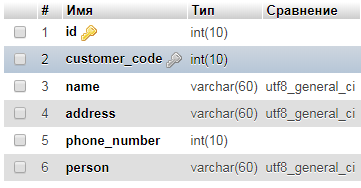 # Имя Тип Сравнение
1 id int(10)
2 customer_code int(10)
3 name varchar(60) utf8_general_ci
4 address varchar(60) utf8_general_ci
5 phone_number int(10)
6 person varchar(60) utf8_general_ci